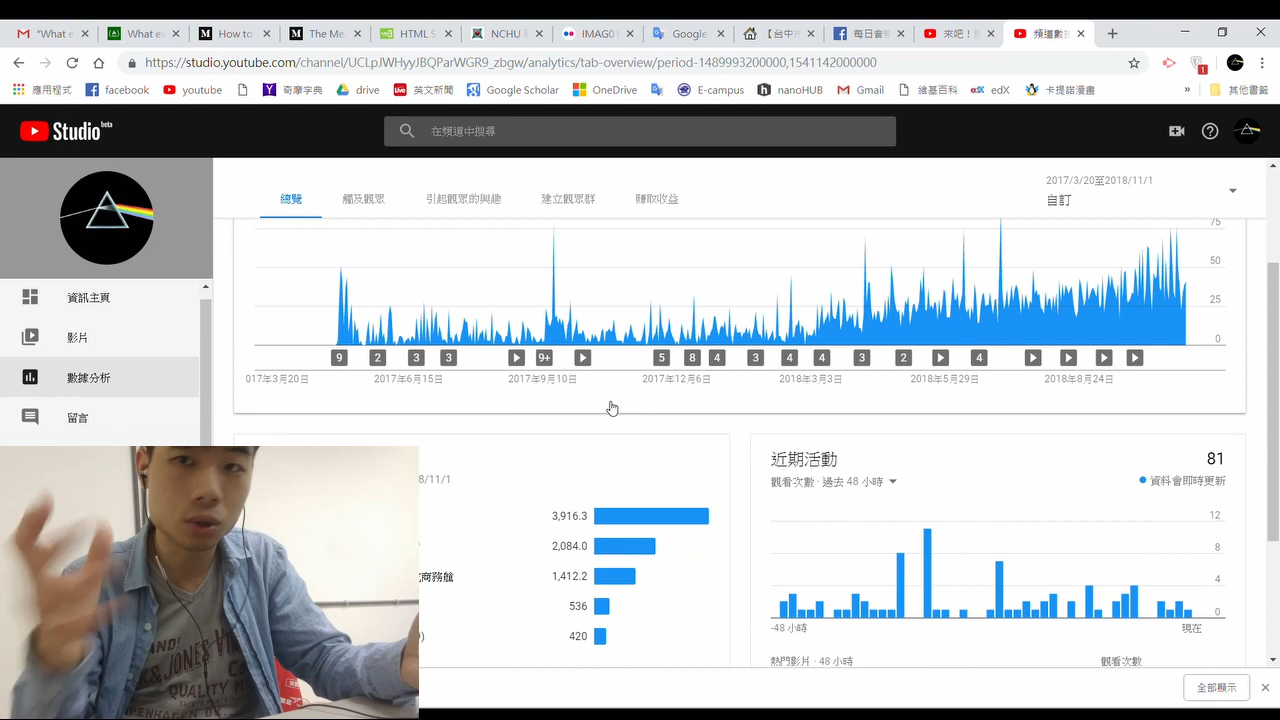 "What e
What ex
How to
The Me
HTML S
NCHU
IMAG01
Google
【台中
每日音
來吧！
頻道數
https://studio.youtube.com/channel/UCLpJWHyyJBQParWGR9_zbgw/analytics/tab-overview/period-1489993200000,1541142000000
1
應用程式
facebook
youtube
奇摩字典
drive
英文新聞
Google Scholar
OneDrive
E-campus
nanoHUB
Gmail
維基百科
edX
卡提諾漫畫
»
其他書籤
Studio beta
在頻道中搜尋
總覽
觸及觀眾
引起觀眾的興趣
建立觀眾群
賺取收益
2017/3/20至2018/11/1
自訂
資訊主頁
影片
數據分析
留言
75
50
25
0
9 2 3 3 9+ 5 8 4 3 4 4 3 2 4
017年3月20日
2017年6月15日
2017年9月10日
2017年12月6日
2018年3月3日
2018年5月29日
2018年8月24日
8/11/1
3,916.3
2,084.0
商務艙
1,412.2
536
420
近期活動
81
觀看次數 · 過去 48 小時
資料會即時更新
12
8
4
0
-48 小時
現在
熱門影片 · 48 小時
觀看次數
全部顯示
AND'
& JONES VI
QUALITY